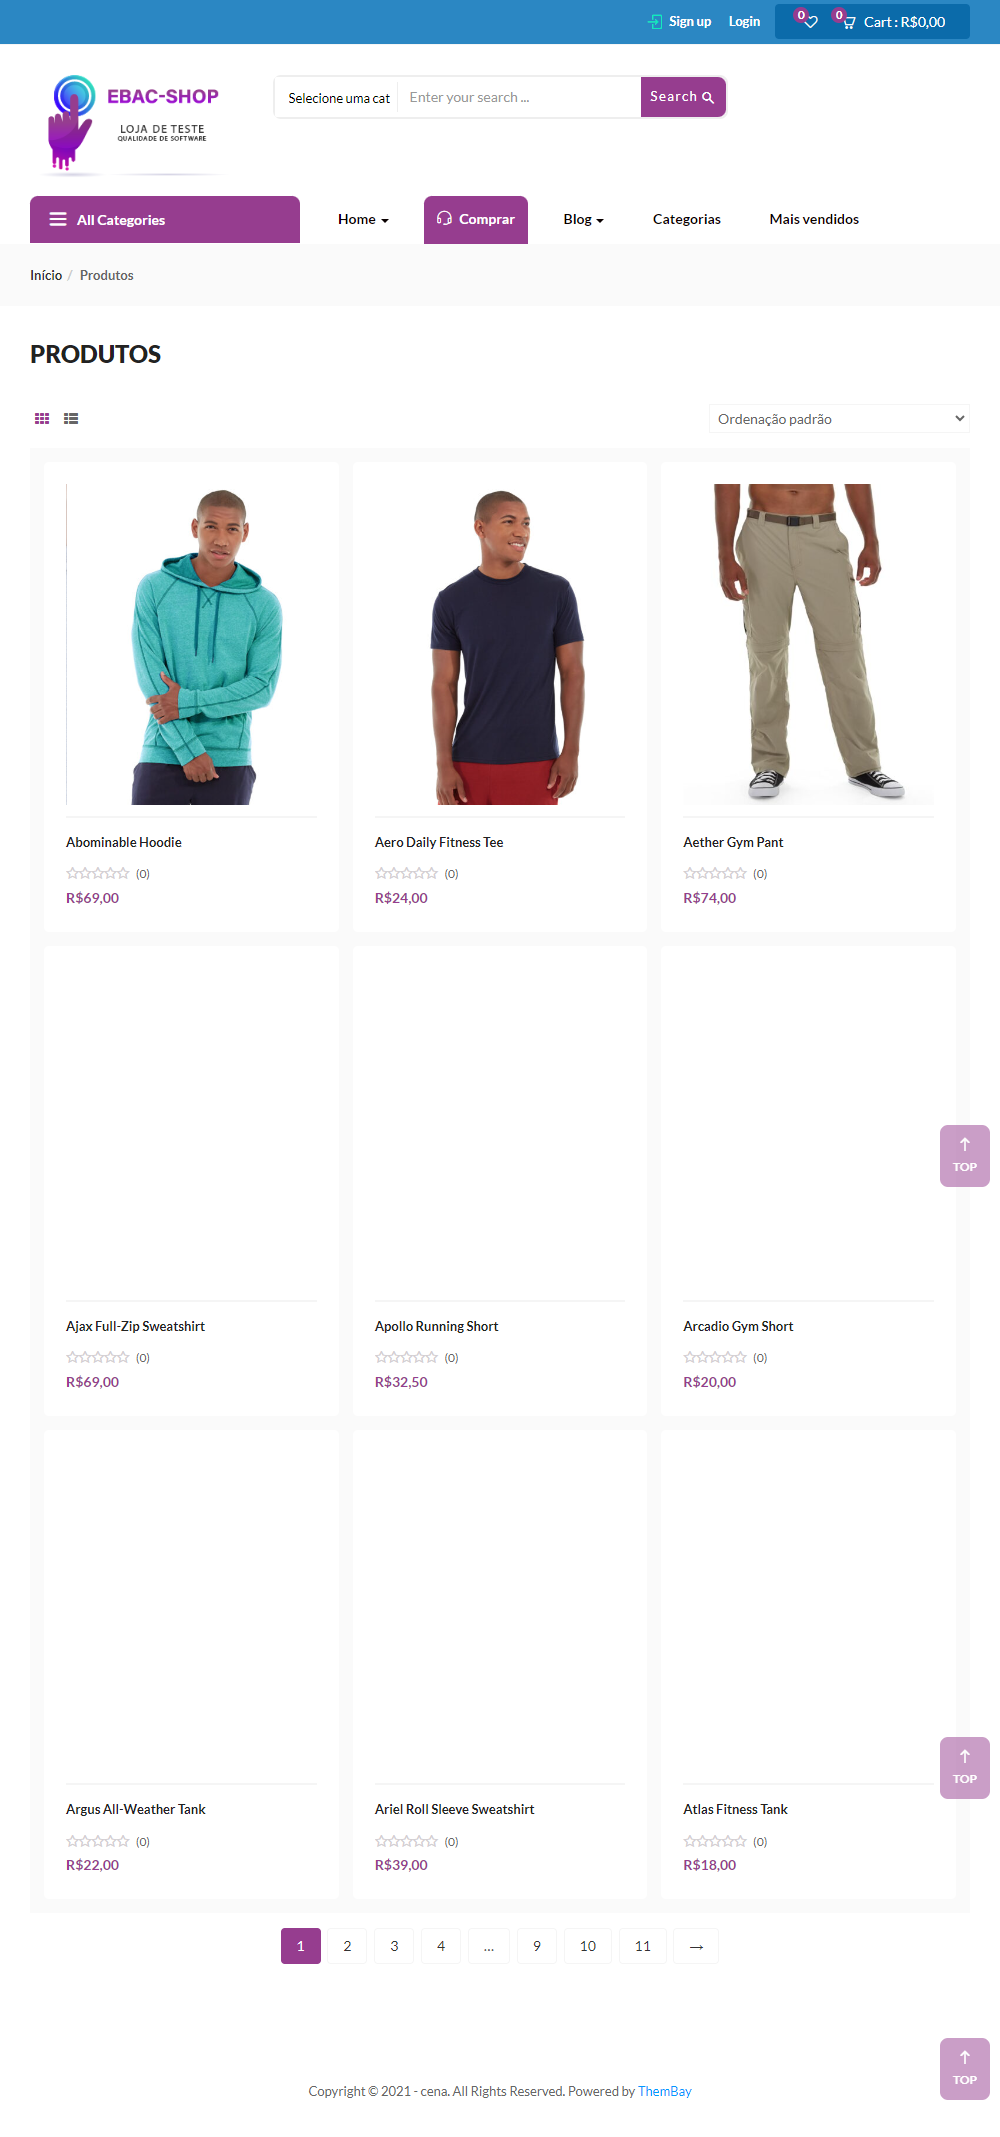 Sign up Login 0 0 Cart : R$0,00
EBAC-SHOP
LOJA DE TESTE
QUALIDADE DE SOFTWARE
Selecione uma cat Enter your search ... Search
All Categories Home Comprar Blog Categorias Mais vendidos
Início / Produtos
PRODUTOS
Ordenação padrão
Abominable Hoodie Aero Daily Fitness Tee Aether Gym Pant
(0) (0) (0)
R$69,00 R$24,00 R$74,00
TOP
Ajax Full-Zip Sweatshirt Apollo Running Short Arcadio Gym Short
(0) (0) (0)
R$69,00 R$32,50 R$20,00
TOP
Argus All-Weather Tank Ariel Roll Sleeve Sweatshirt Atlas Fitness Tank
(0) (0) (0)
R$22,00 R$39,00 R$18,00
1 2 3 4 ... 9 10 11 →
TOP
Copyright © 2021 - cena. All Rights Reserved. Powered by ThemBay